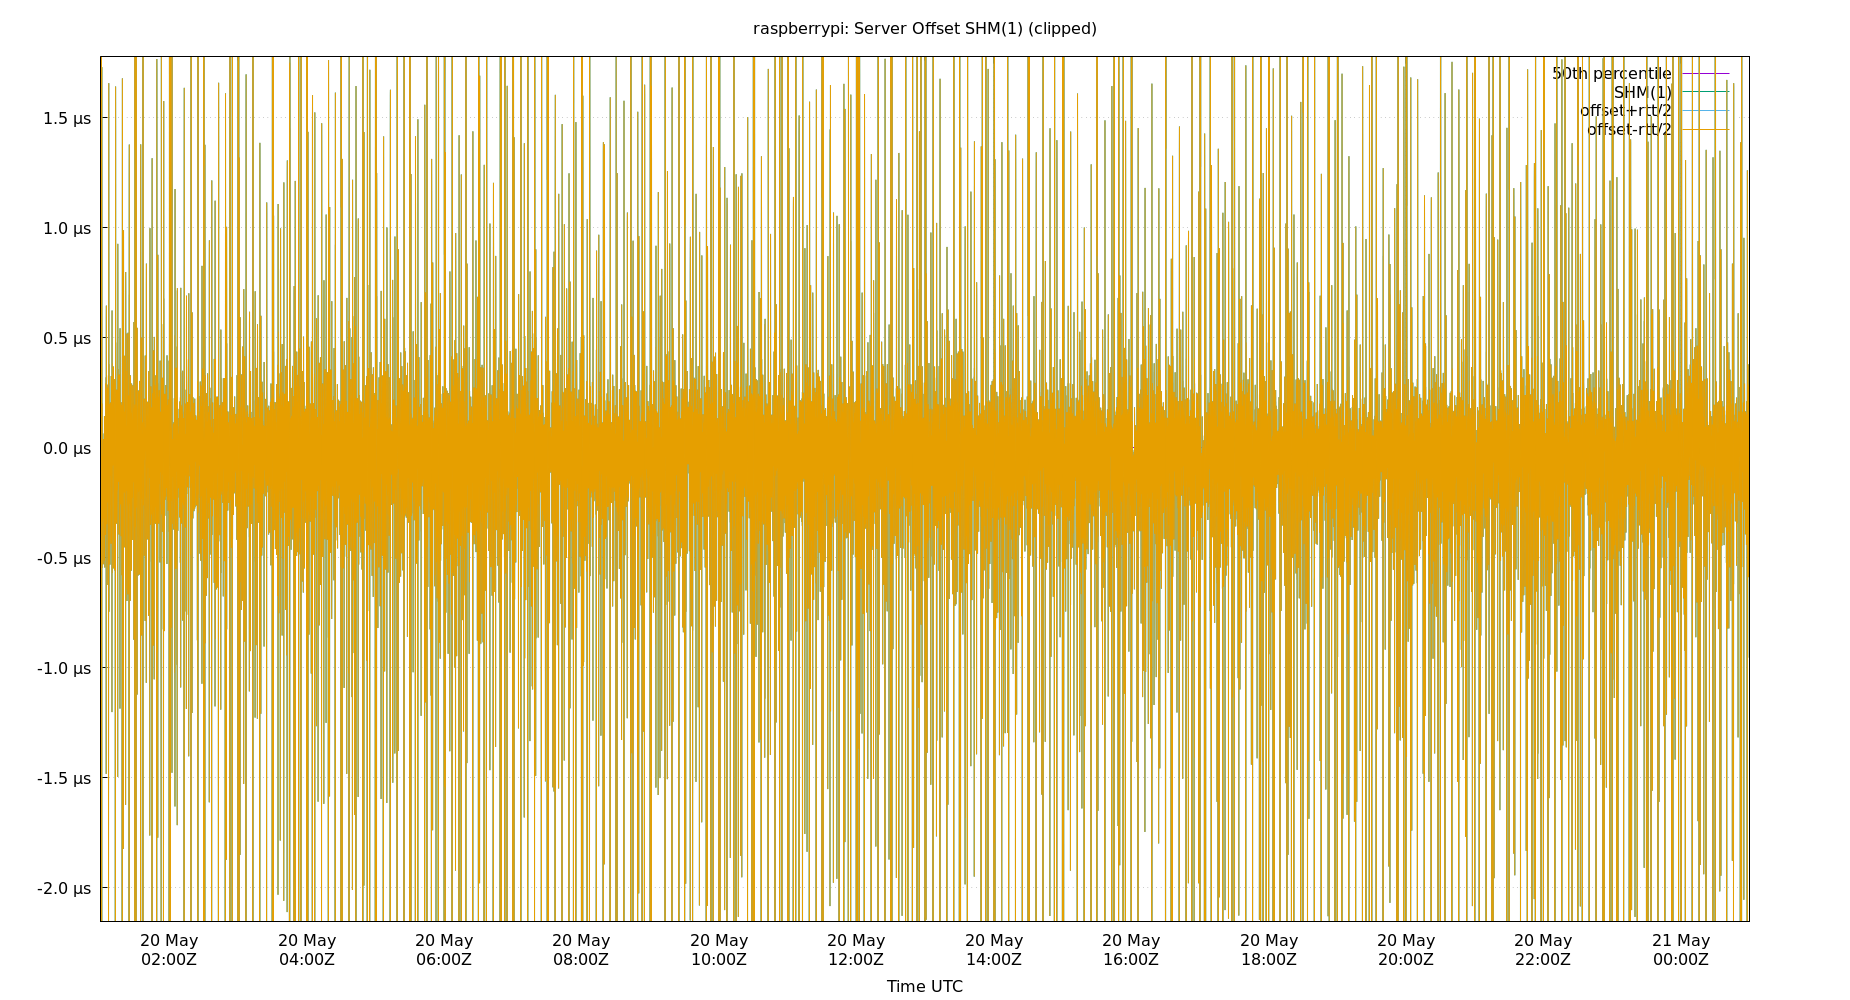 raspberrypi: Server Offset SHM(1) (clipped)
50th percentile
SHM(1)
offset+rtt/2
offset-rtt/2
1.5 µs
1.0 µs
0.5 µs
0.0 µs
-0.5 µs
-1.0 µs
-1.5 µs
-2.0 µs
20 May 20 May 20 May 20 May 20 May 20 May 20 May 20 May 20 May 20 May 20 May 21 May
02:00Z 04:00Z 06:00Z 08:00Z 10:00Z 12:00Z 14:00Z 16:00Z 18:00Z 20:00Z 22:00Z 00:00Z
Time UTC